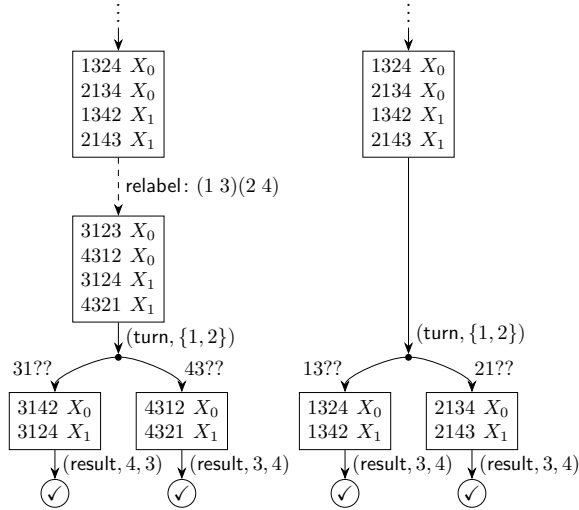 ⋮ ⋮
1324 X₀
2134 X₀
1342 X₁
2143 X₁
1324 X₀
2134 X₀
1342 X₁
2143 X₁
relabel: (1 3)(2 4)
3123 X₀
4312 X₀
3124 X₁
4321 X₁
(turn, {1, 2})
(turn, {1, 2})
31?? 43?? 13?? 21??
3142 X₀
3124 X₁
4312 X₀
4321 X₁
1324 X₀
1342 X₁
2134 X₀
2143 X₁
(result, 4, 3) (result, 3, 4) (result, 3, 4) (result, 3, 4)
✓ ✓ ✓ ✓